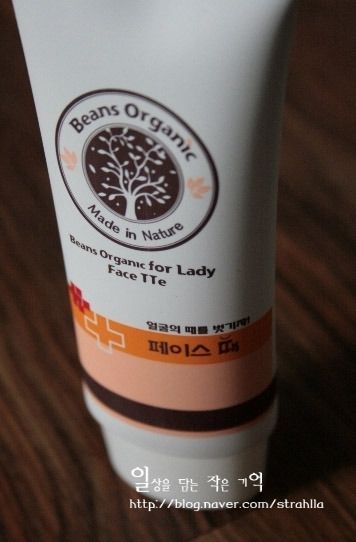 Beans Organic
Made in Nature
Beans Organic for Lady
Face TTe
얼굴의 때를 벗기자!
페이스 때
일상을 담는 작은 기억
http://blog.naver.com/strahlla